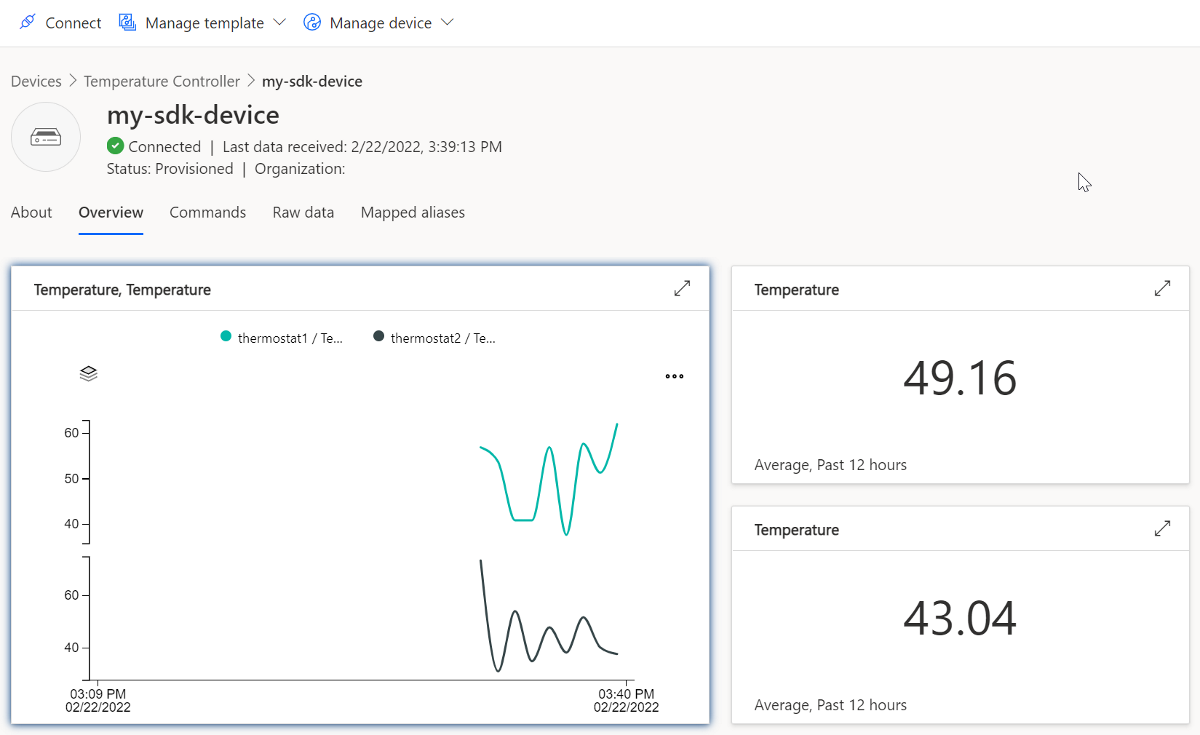 Connect Manage template Manage device
Devices > Temperature Controller > my-sdk-device
my-sdk-device
Connected | Last data received: 2/22/2022, 3:39:13 PM
Status: Provisioned | Organization:
About Overview Commands Raw data Mapped aliases
Temperature, Temperature
thermostat1 / Te... thermostat2 / Te...
60
50
40
60
40
03:09 PM 03:40 PM
02/22/2022 02/22/2022
Temperature
49.16
Average, Past 12 hours
Temperature
43.04
Average, Past 12 hours